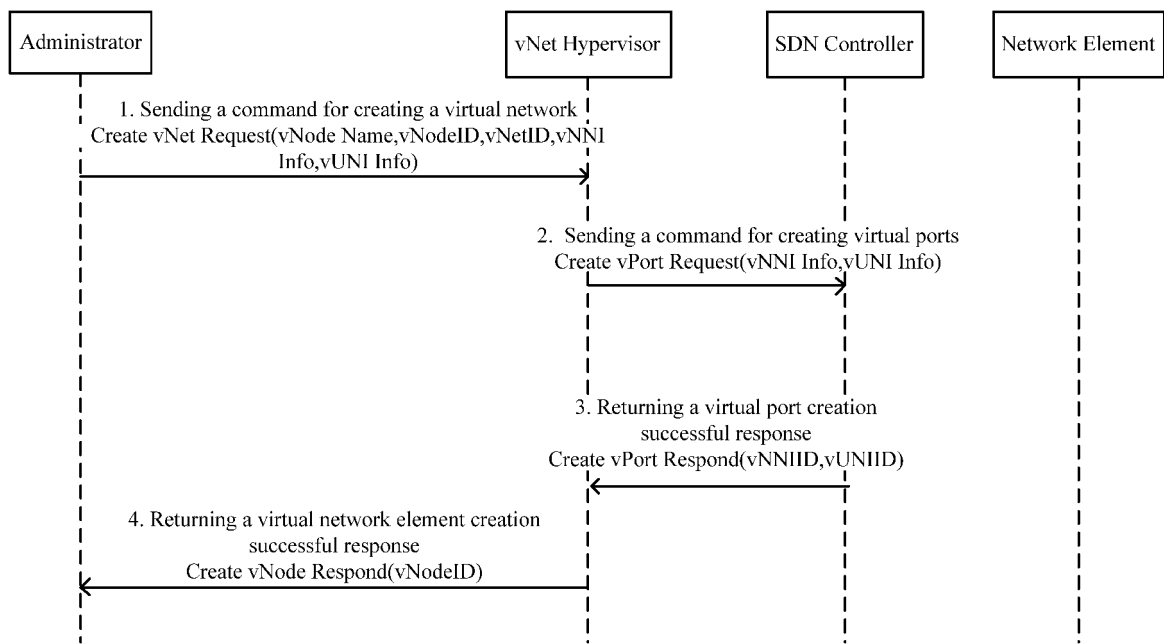 Administrator
vNet Hypervisor
SDN Controller
Network Element
1. Sending a command for creating a virtual network
Create vNet Request(vNode Name,vNodeID,vNetID,vNNI
Info,vUNI Info)
2. Sending a command for creating virtual ports
Create vPort Request(vNNI Info,vUNI Info)
3. Returning a virtual port creation
successful response
Create vPort Respond(vNNIID,vUNIID)
4. Returning a virtual network element creation
successful response
Create vNode Respond(vNodeID)